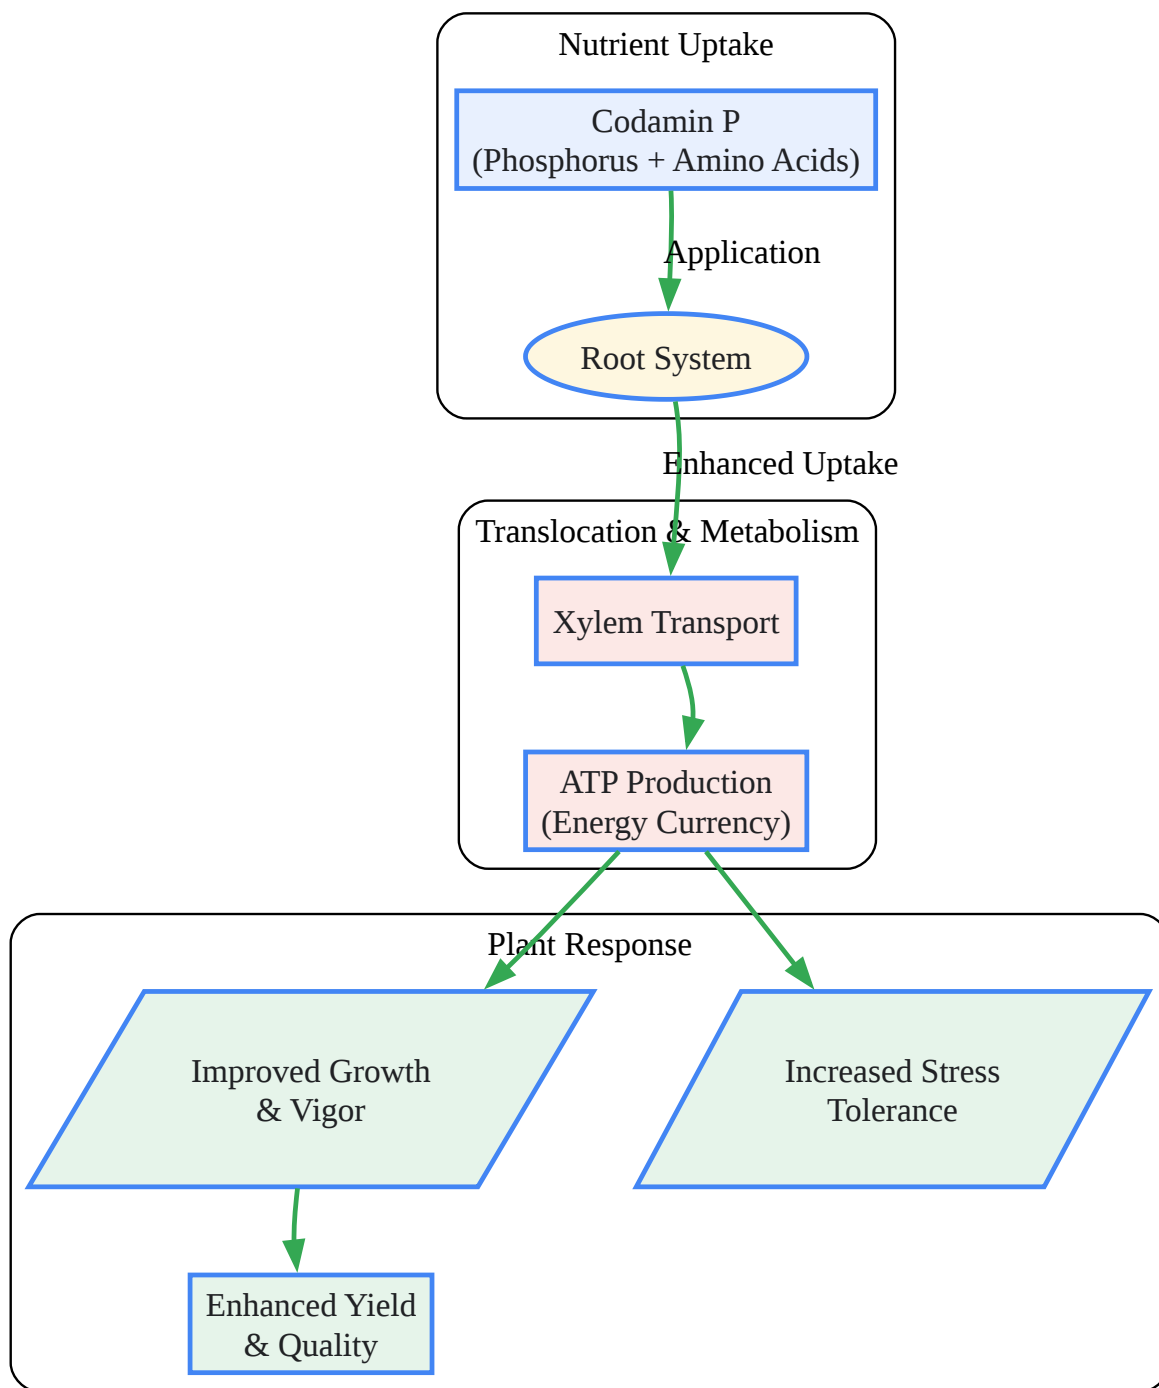 Nutrient Uptake
Codamin P
(Phosphorus + Amino Acids)
Application
Root System
Enhanced Uptake
Translocation & Metabolism
Xylem Transport
ATP Production
(Energy Currency)
Plant Response
Improved Growth
& Vigor
Increased Stress
Tolerance
Enhanced Yield
& Quality